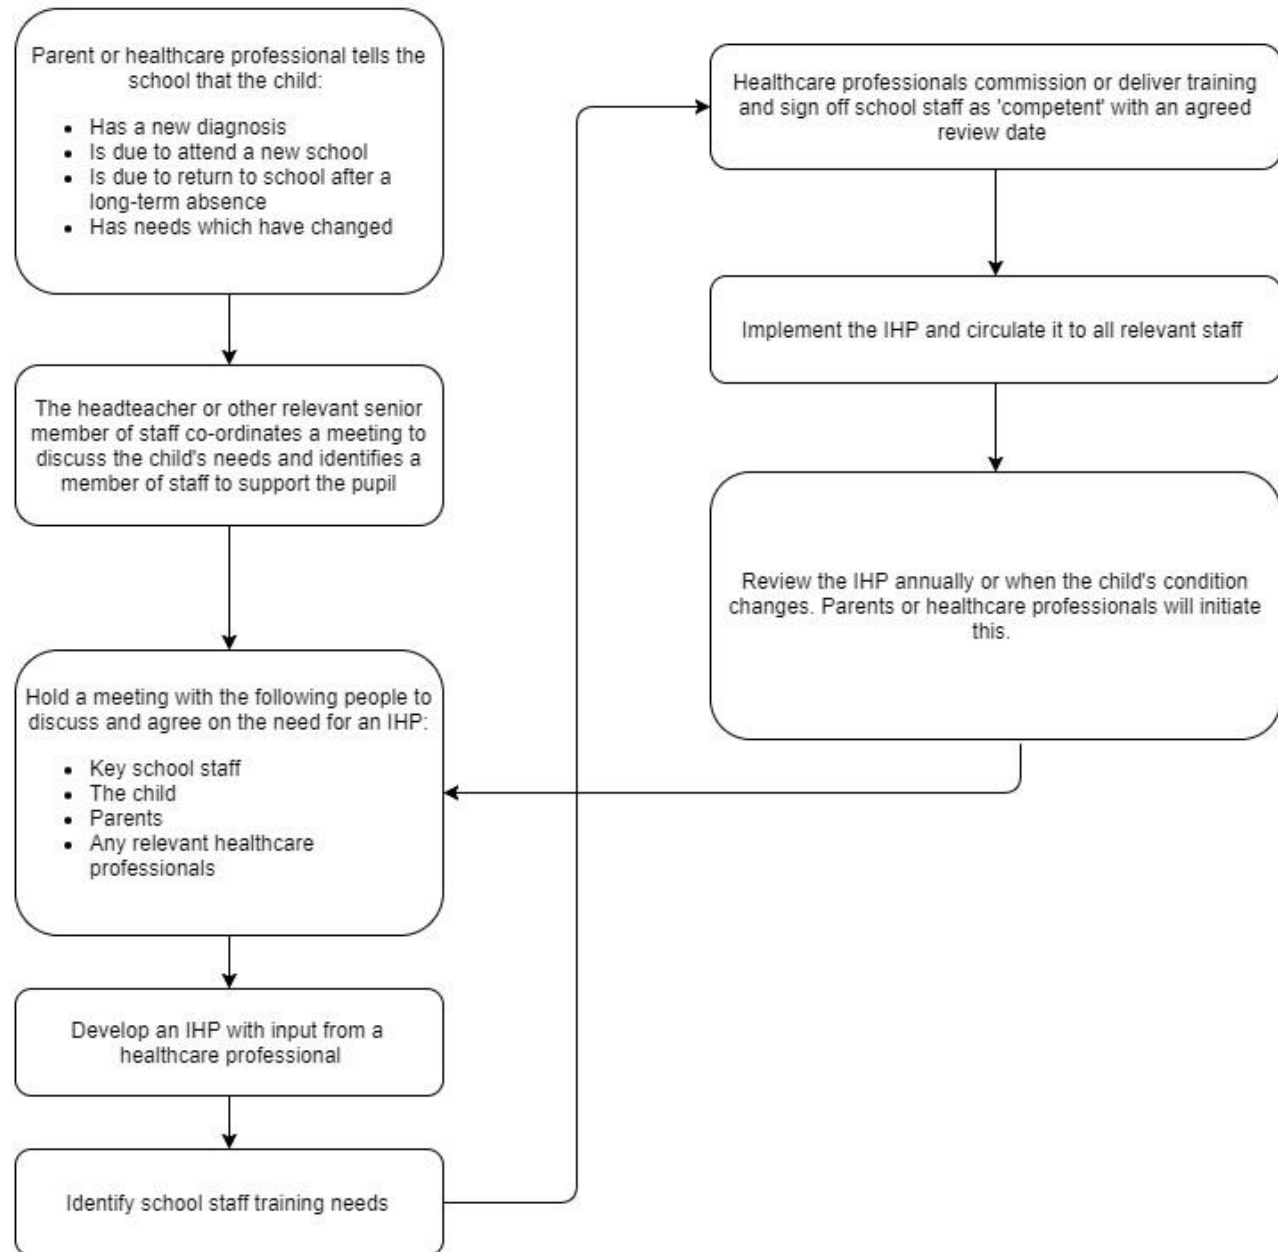 Parent or healthcare professional tells the
school that the child:
• Has a new diagnosis
• Is due to attend a new school
• Is due to return to school after a
long-term absence
• Has needs which have changed
The headteacher or other relevant senior
member of staff co-ordinates a meeting to
discuss the child's needs and identifies a
member of staff to support the pupil
Hold a meeting with the following people to
discuss and agree on the need for an IHP:
• Key school staff
• The child
• Parents
• Any relevant healthcare
professionals
Develop an IHP with input from a
healthcare professional
Identify school staff training needs
Healthcare professionals commission or deliver training
and sign off school staff as 'competent' with an agreed
review date
Implement the IHP and circulate it to all relevant staff
Review the IHP annually or when the child's condition
changes. Parents or healthcare professionals will initiate
this.